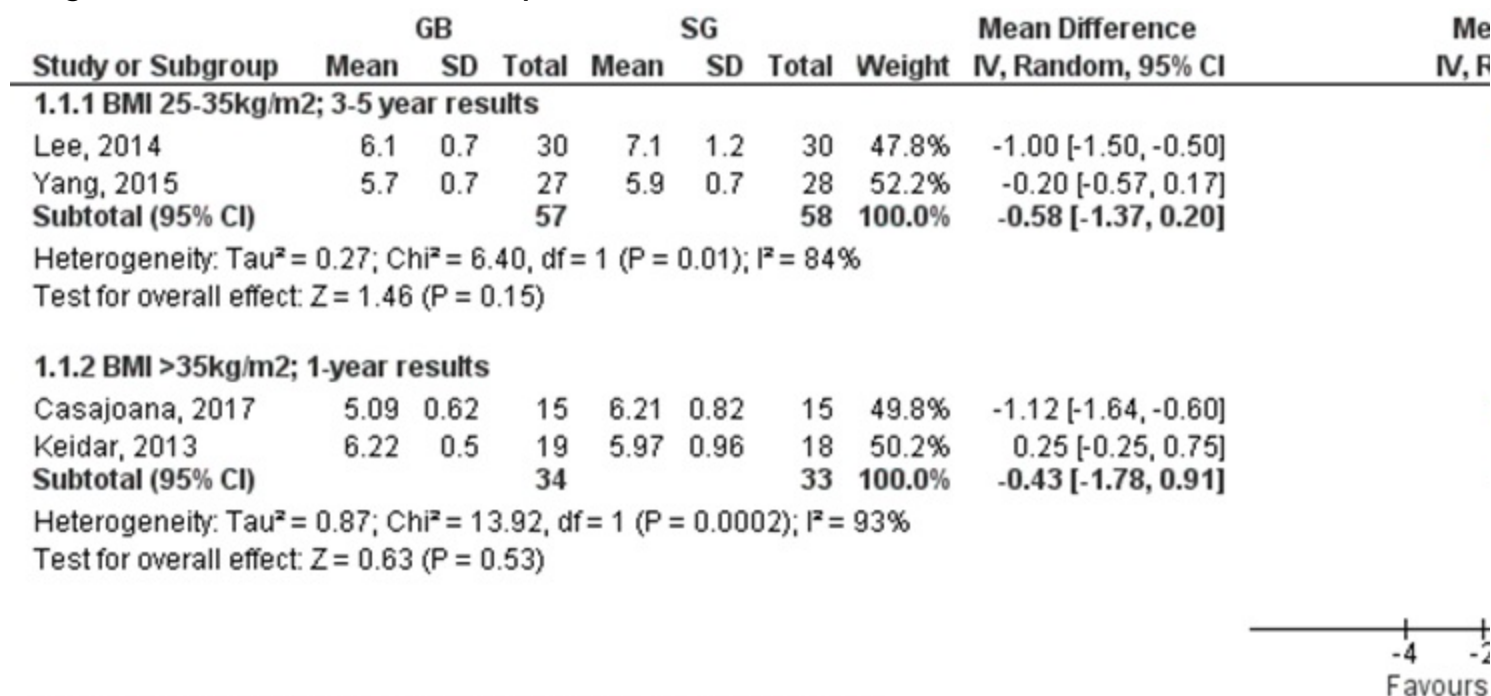 GB SG Mean Difference Me
Study or Subgroup Mean SD Total Mean SD Total Weight IV, Random, 95% CI IV, R
1.1.1 BMI 25-35kg/m2; 3-5 year results
Lee, 2014 6.1 0.7 30 7.1 1.2 30 47.8% -1.00 [-1.50, -0.50]
Yang, 2015 5.7 0.7 27 5.9 0.7 28 52.2% -0.20 [-0.57, 0.17]
Subtotal (95% CI) 57 58 100.0% -0.58 [-1.37, 0.20]
Heterogeneity: Tau² = 0.27; Chi² = 6.40, df = 1 (P = 0.01); I² = 84%
Test for overall effect: Z = 1.46 (P = 0.15)
1.1.2 BMI >35kg/m2; 1-year results
Casajoana, 2017 5.09 0.62 15 6.21 0.82 15 49.8% -1.12 [-1.64, -0.60]
Keidar, 2013 6.22 0.5 19 5.97 0.96 18 50.2% 0.25 [-0.25, 0.75]
Subtotal (95% CI) 34 33 100.0% -0.43 [-1.78, 0.91]
Heterogeneity: Tau² = 0.87; Chi² = 13.92, df = 1 (P = 0.0002); I² = 93%
Test for overall effect: Z = 0.63 (P = 0.53)
-4 -2
Favours